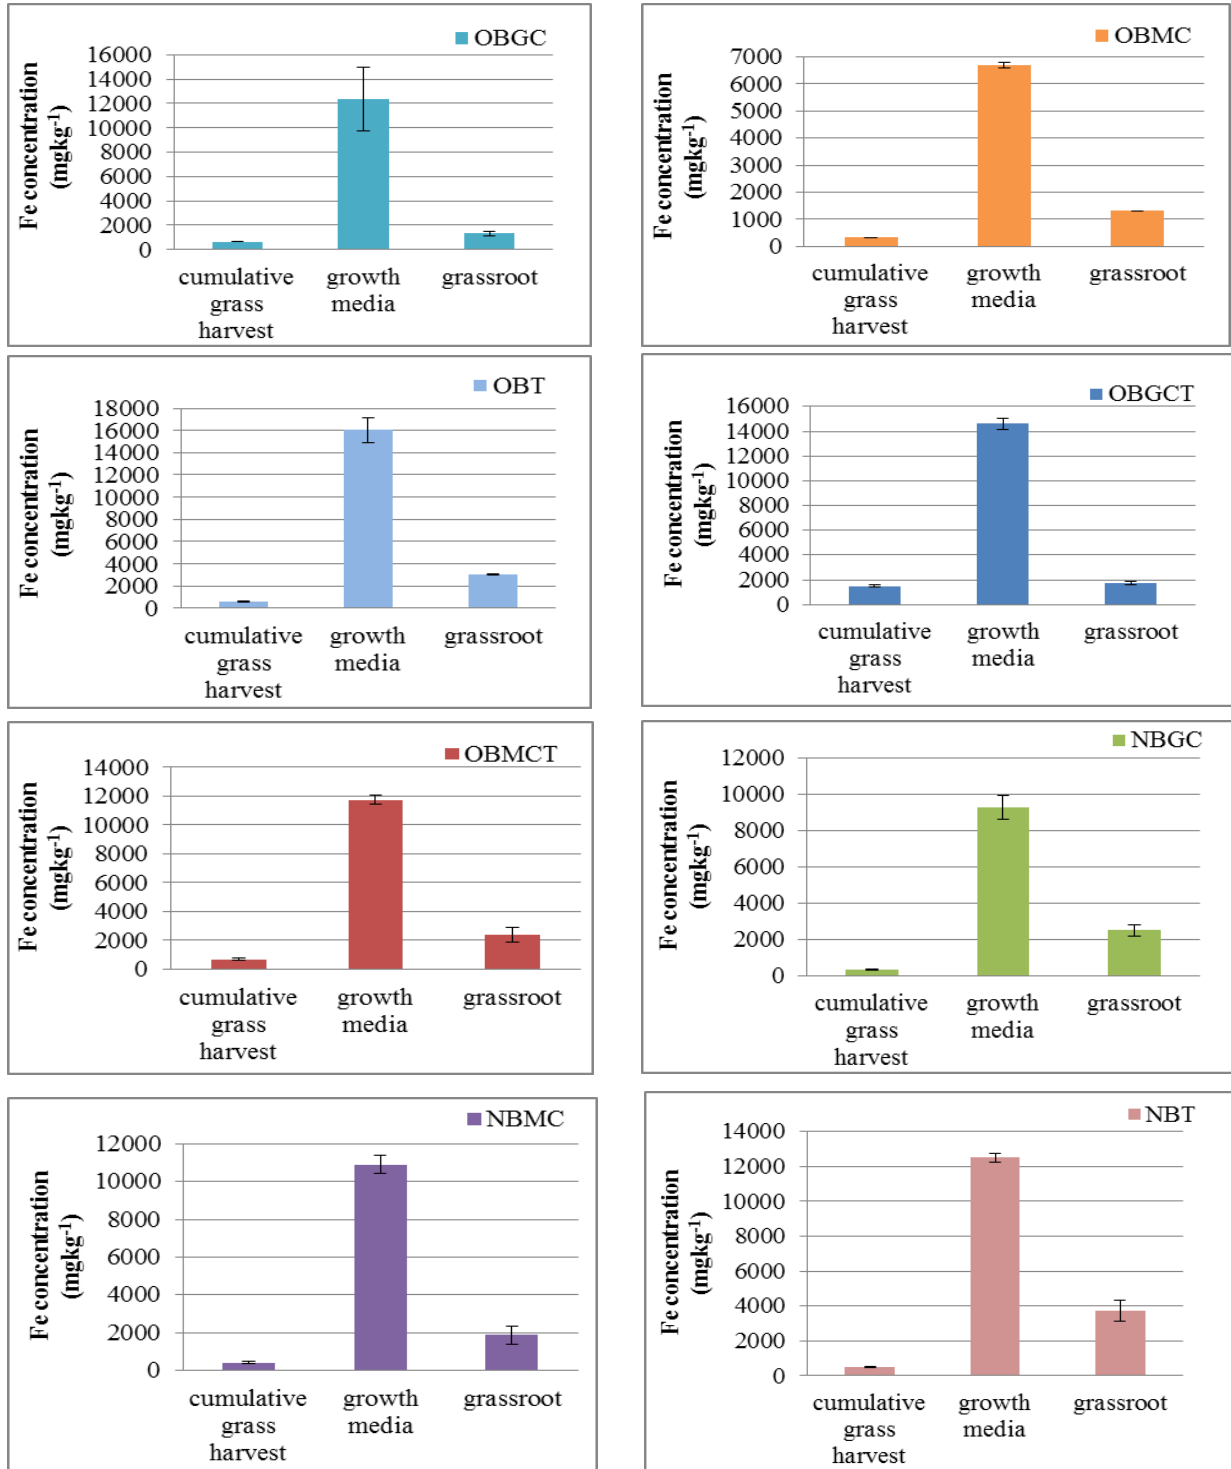 OBGC
Fe concentration
(mgkg-1)
16000
14000
12000
10000
8000
6000
4000
2000
0
cumulative
grass
harvest
growth
media
grassroot
OBMC
Fe concentration
(mgkg-1)
7000
6000
5000
4000
3000
2000
1000
0
cumulative
grass
harvest
growth
media
grassroot
OBT
Fe concentration
(mgkg-1)
18000
16000
14000
12000
10000
8000
6000
4000
2000
0
cumulative
grass
harvest
growth
media
grassroot
OBGCT
Fe concentration
(mgkg-1)
16000
14000
12000
10000
8000
6000
4000
2000
0
cumulative
grass
harvest
growth
media
grassroot
OBMCT
Fe concentration
(mgkg-1)
14000
12000
10000
8000
6000
4000
2000
0
cumulative
grass
harvest
growth
media
grassroot
NBGC
Fe concentration
(mgkg-1)
12000
10000
8000
6000
4000
2000
0
cumulative
grass
harvest
growth
media
grassroot
NBMC
Fe concentration
(mgkg-1)
12000
10000
8000
6000
4000
2000
0
cumulative
grass
harvest
growth
media
grassroot
NBT
Fe concentration
(mgkg-1)
14000
12000
10000
8000
6000
4000
2000
0
cumulative
grass
harvest
growth
media
grassroot